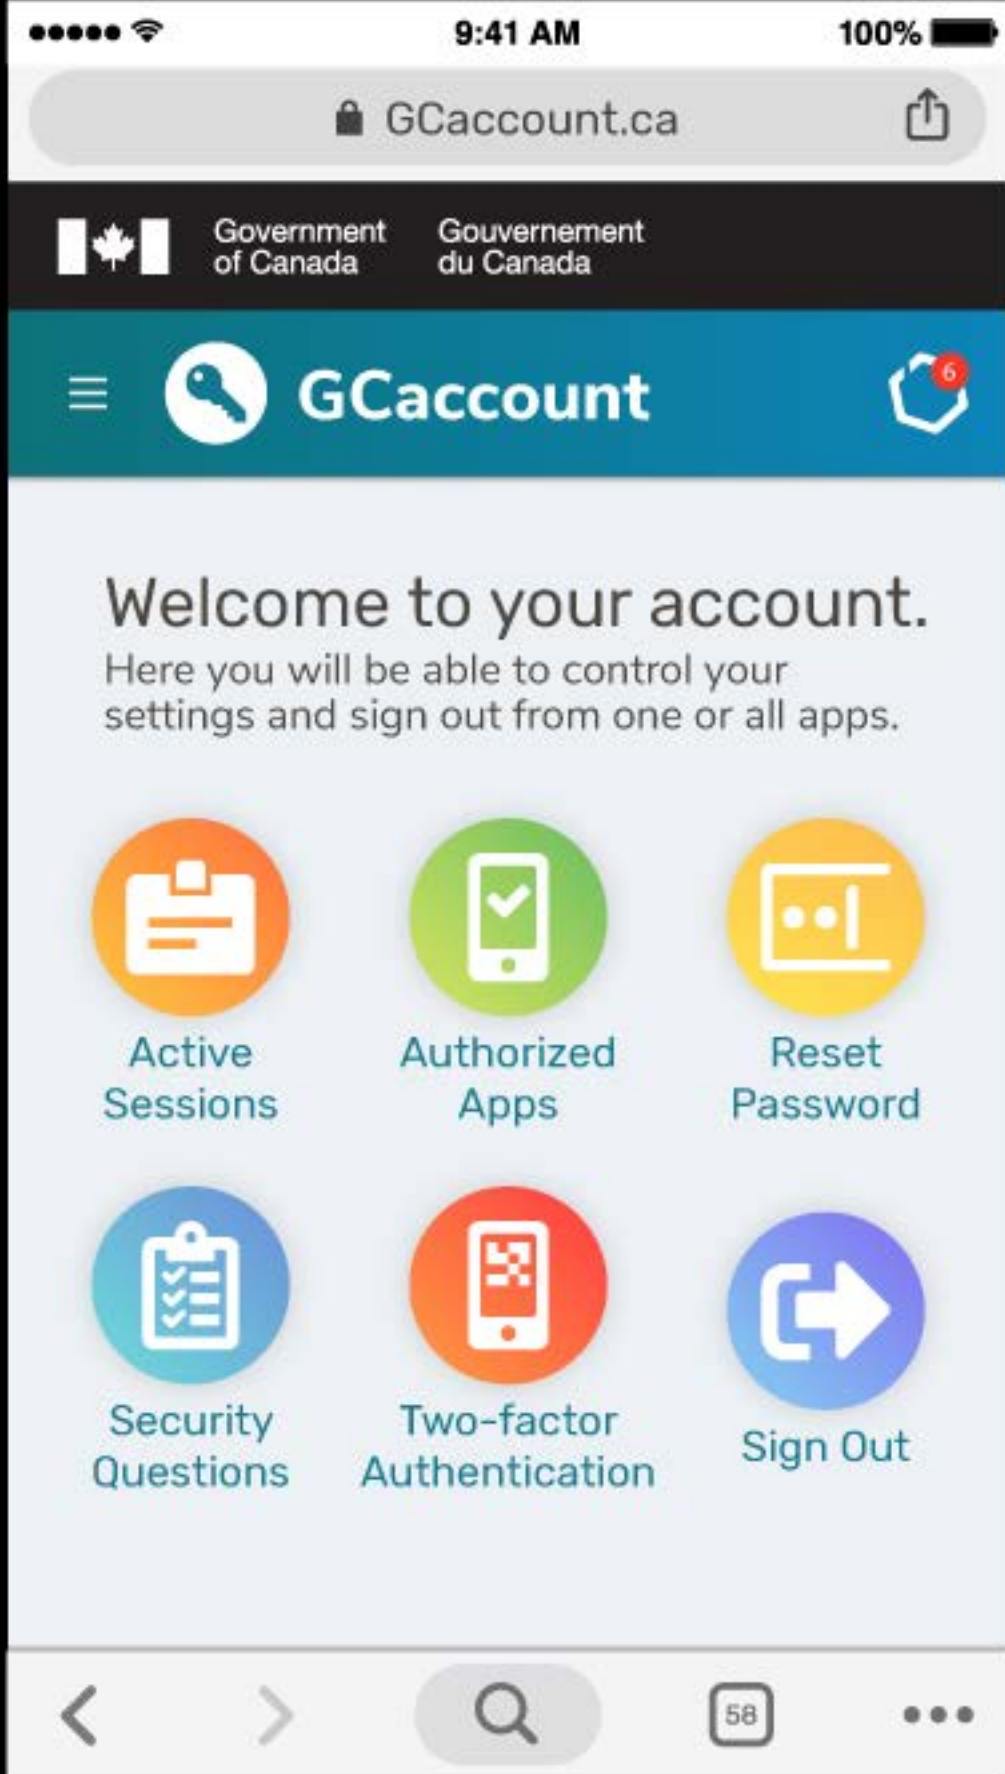 9:41 AM
100%
GCaccount.ca
Government
of Canada
Gouvernement
du Canada
GCaccount
6
Welcome to your account.
Here you will be able to control your
settings and sign out from one or all apps.
Active
Sessions
Authorized
Apps
Reset
Password
Security
Questions
Two-factor
Authentication
Sign Out
58